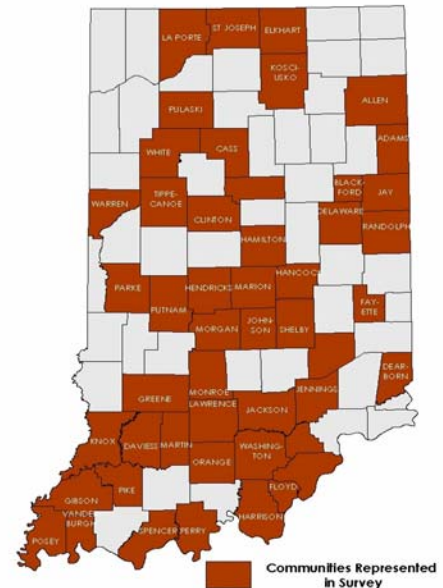 LA PORTE
ST JOSEPH
ELKHART
KOSCI-
USKO
ALLEN
PULASKI
ADAMS
WHITE
CASS
TIPPE-
CANOE
WARREN
BLACK-
FORD
JAY
CLINTON
DELAWARE
RANDOLPH
HAMILTON
PARKE
HENDRICKS
MARION
HANCOCK
PUTNAM
FAY-
ETTE
MORGAN
JOHN-
SON
SHELBY
DEAR-
BORN
GREENE
MONROE
LAWRENCE
JENNINGS
JACKSON
KNOX
DAVIESS
MARTIN
WASHING-
TON
ORANGE
GIBSON
PIKE
FLOYD
HARRISON
VANDE
BURGH
POSEY
SPENCER
PERRY
Communities Represented
in Survey